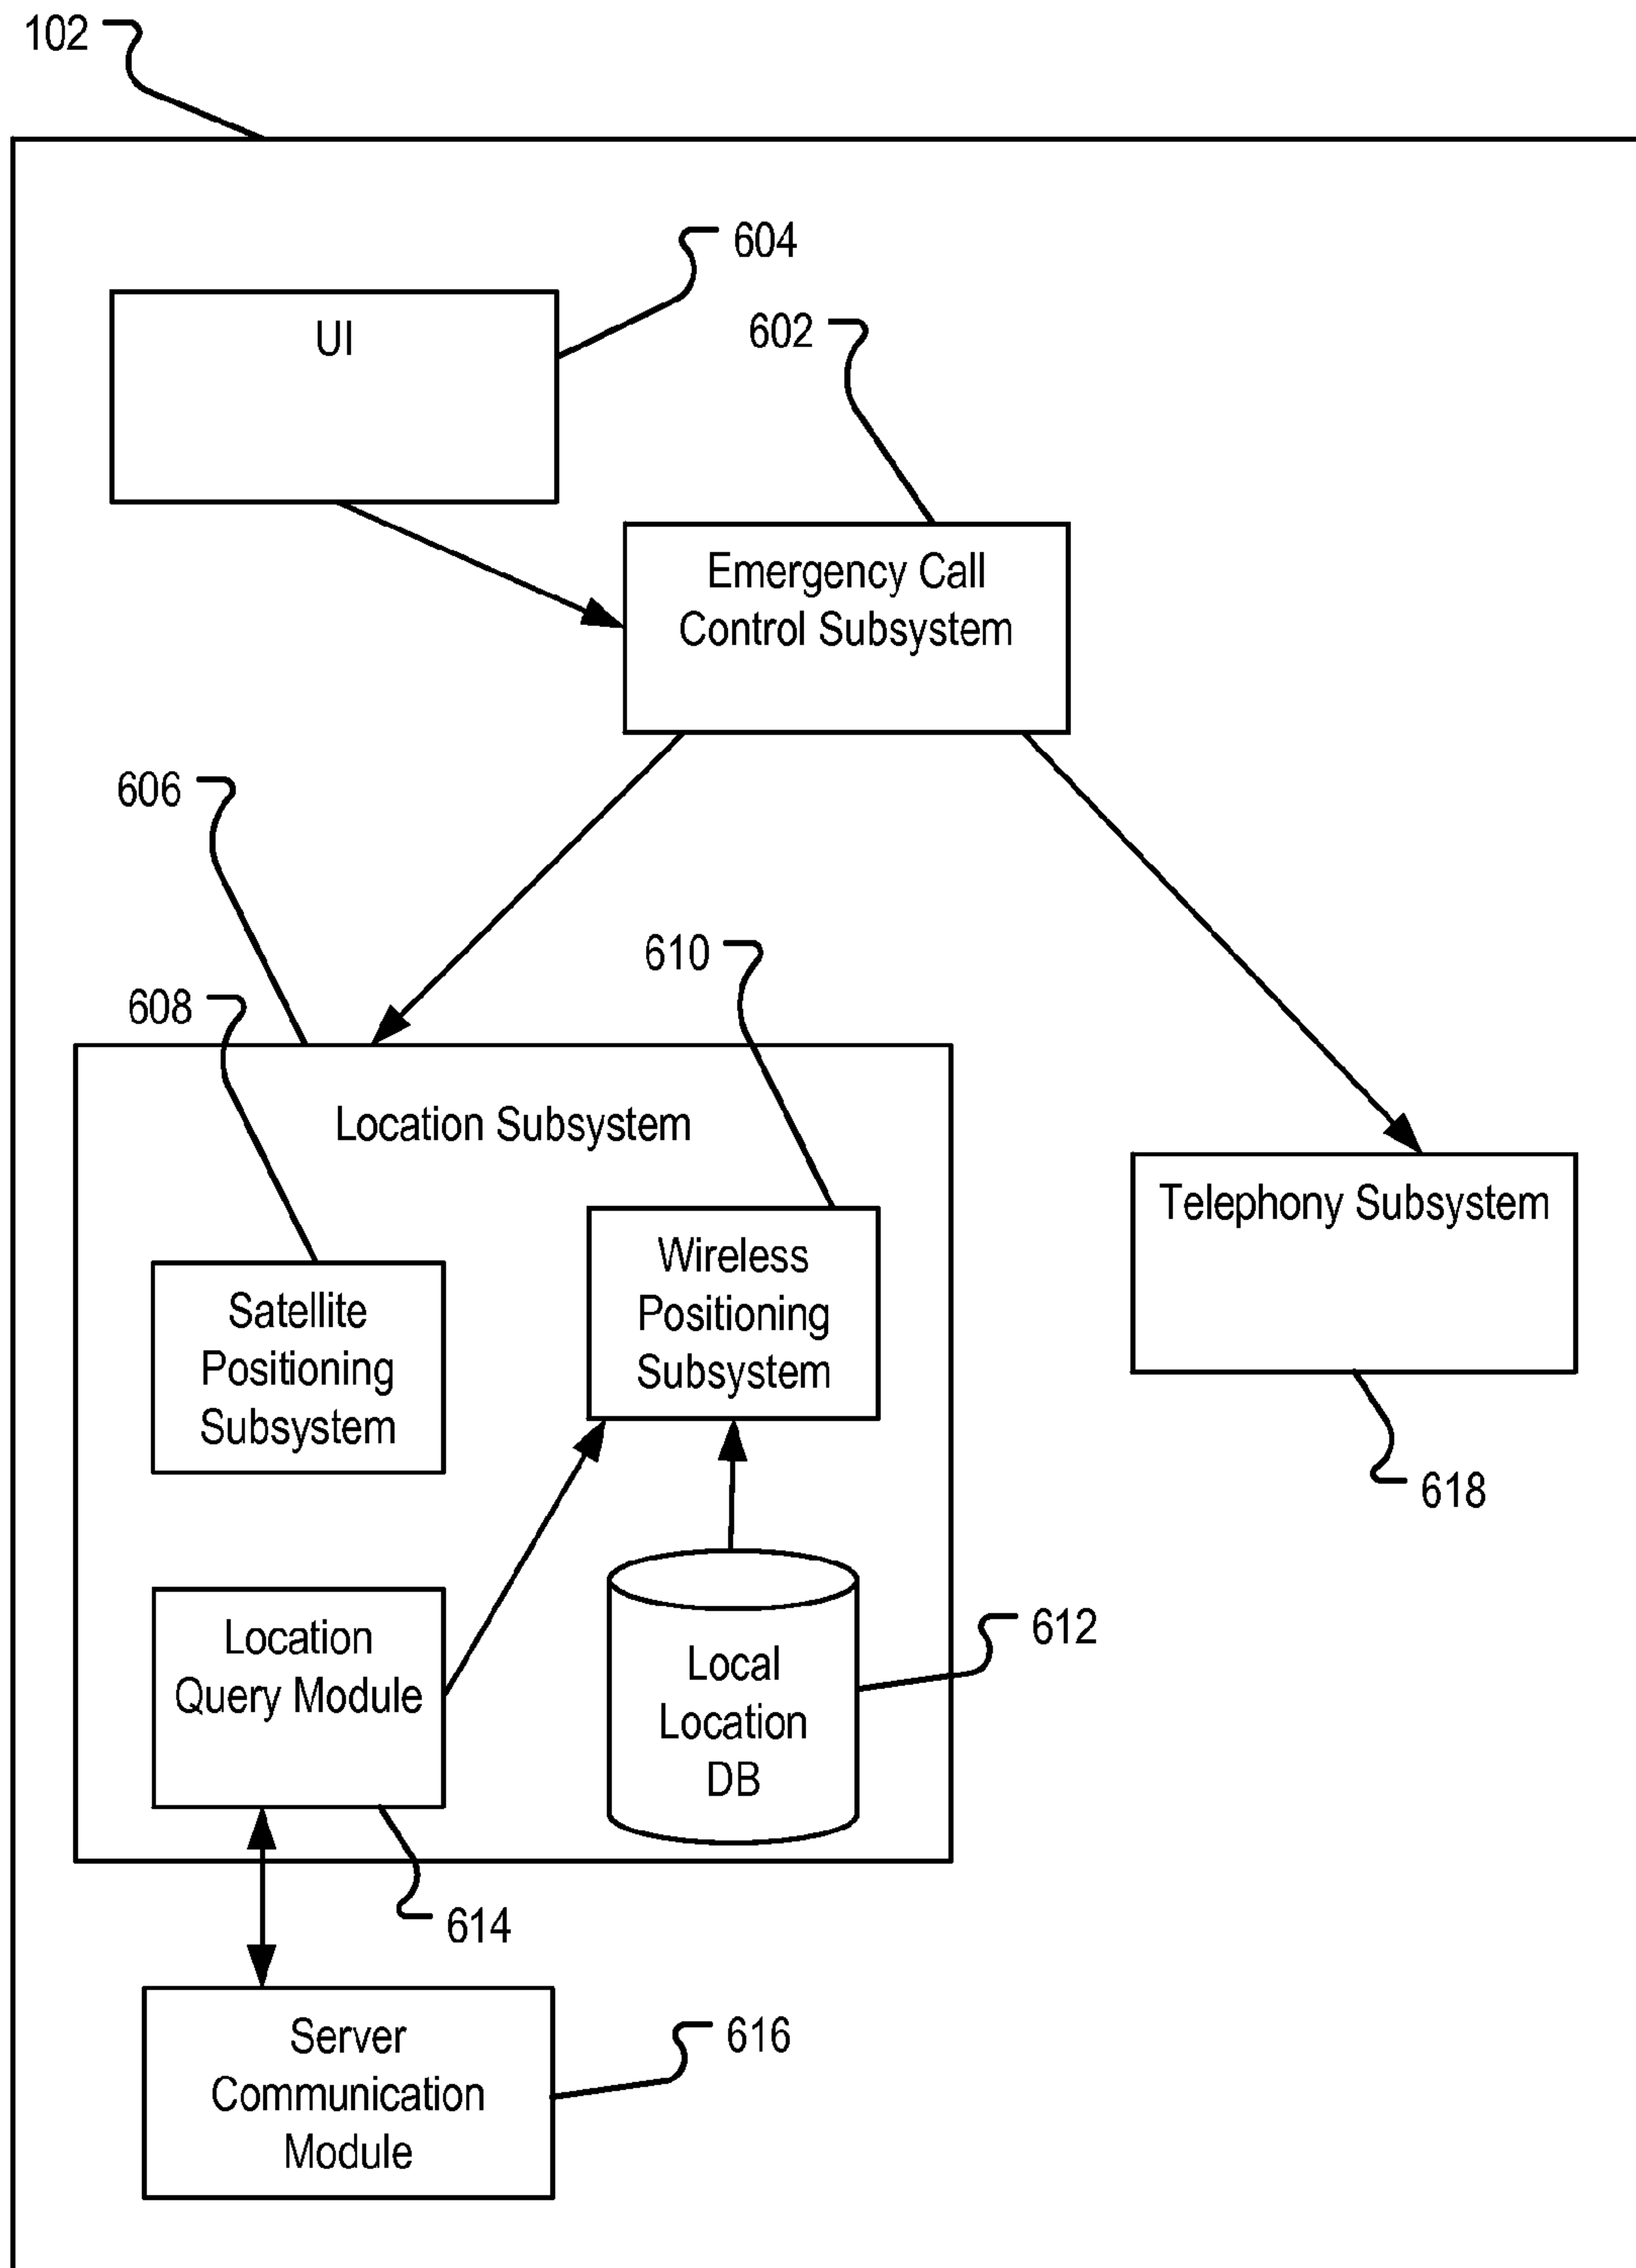 102
604
UI
602
Emergency Call
Control Subsystem
606
610
608
Location Subsystem
Telephony Subsystem
Wireless
Positioning
Subsystem
Satellite
Positioning
Subsystem
618
Location
Query Module
612
Local
Location
DB
614
Server
Communication
Module
616